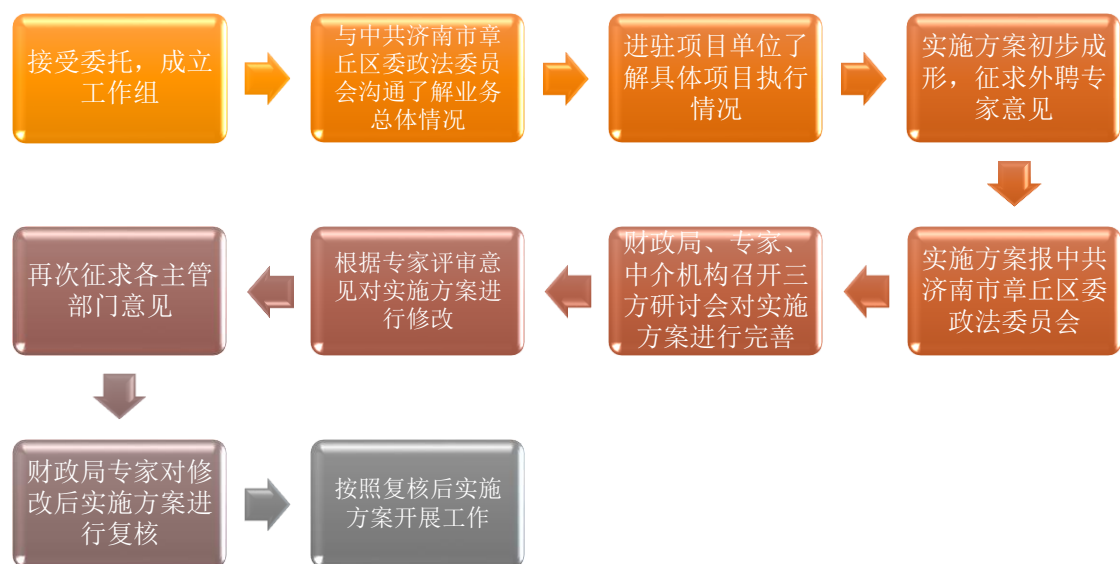 接受委托，成立
工作组
与中共济南市章
丘区委政法委员
会沟通了解业务
总体情况
进驻项目单位了
解具体项目执行
情况
实施方案初步成
形，征求外聘专
家意见
实施方案报中共
济南市章丘区委
政法委员会
财政局、专家、
中介机构召开三
方研讨会对实施
方案进行完善
根据专家评审意
见对实施方案进
行修改
再次征求各主管
部门意见
财政局专家对修
改后实施方案进
行复核
按照复核后实施
方案开展工作